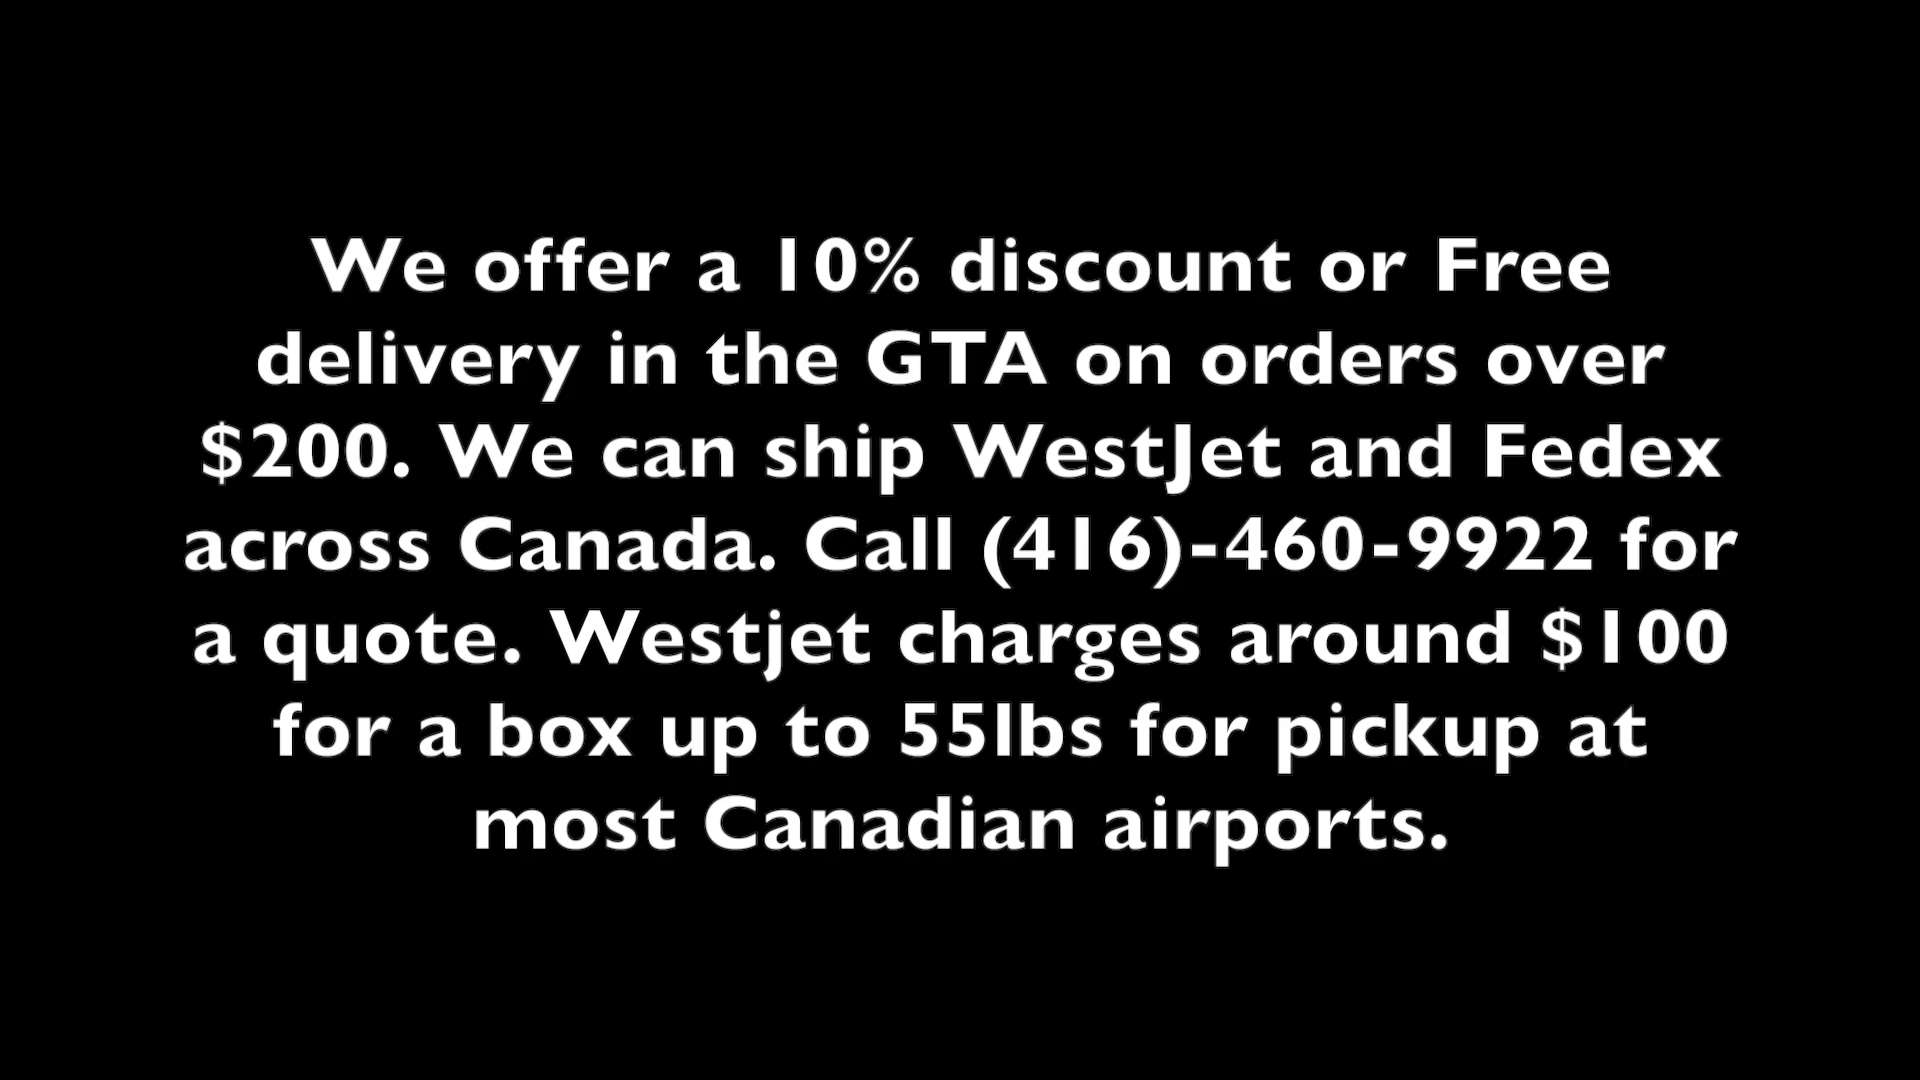 We offer a 10% discount or Free
delivery in the GTA on orders over
$200. We can ship WestJet and Fedex
across Canada. Call (416)-460-9922 for
a quote. Westjet charges around $100
for a box up to 55lbs for pickup at
most Canadian airports.